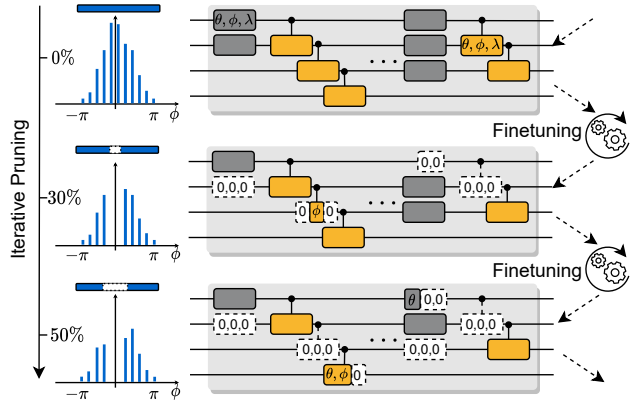 Iterative Pruning
0%
−π π ϕ
θ, ϕ, λ
θ, ϕ, λ
• • •
Finetuning
30%
−π π ϕ
0,0
0,0,0
0,0,0
0 ϕ 0
• • •
Finetuning
50%
−π π ϕ
θ 0,0
0,0,0
0,0,0
0,0,0
0,0,0
θ, ϕ 0
• • •